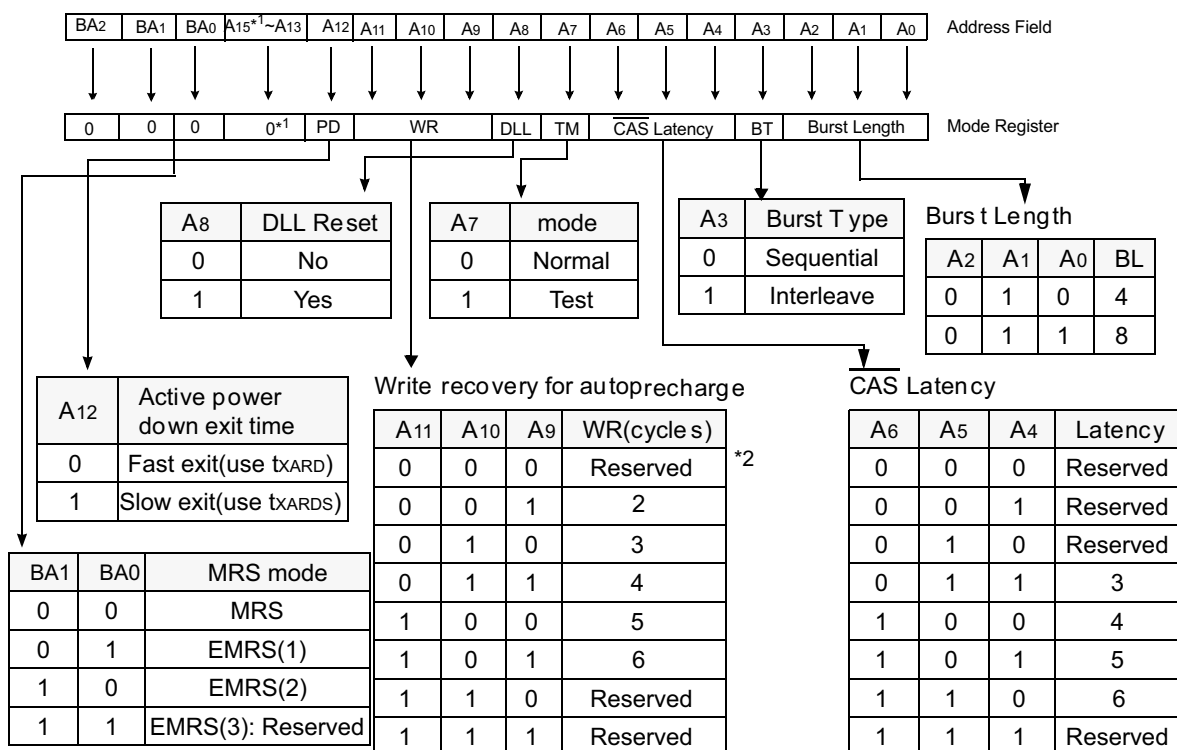 BA2 BA1 BA0 A15*1~A13 A12 A11 A10 A9 A8 A7 A6 A5 A4 A3 A2 A1 A0 Address Field
0 0 0 0*1 PD WR DLL TM CAS Latency BT Burst Length Mode Register
A8 DLL Reset
0 No
1 Yes
A7 mode
0 Normal
1 Test
A3 Burst Type
0 Sequential
1 Interleave
Burst Length
A2 A1 A0 BL
0 1 0 4
0 1 1 8
A12 Active power
down exit time
0 Fast exit(use tXARD)
1 Slow exit(use tXARDS)
BA1 BA0 MRS mode
0 0 MRS
0 1 EMRS(1)
1 0 EMRS(2)
1 1 EMRS(3): Reserved
Write recovery for autoprecharge
A11 A10 A9 WR(cycles)
*2
0 0 0 Reserved
0 0 1 2
0 1 0 3
0 1 1 4
1 0 0 5
1 0 1 6
1 1 0 Reserved
1 1 1 Reserved
CAS Latency
A6 A5 A4 Latency
0 0 0 Reserved
0 0 1 Reserved
0 1 0 Reserved
0 1 1 3
1 0 0 4
1 0 1 5
1 1 0 6
1 1 1 Reserved